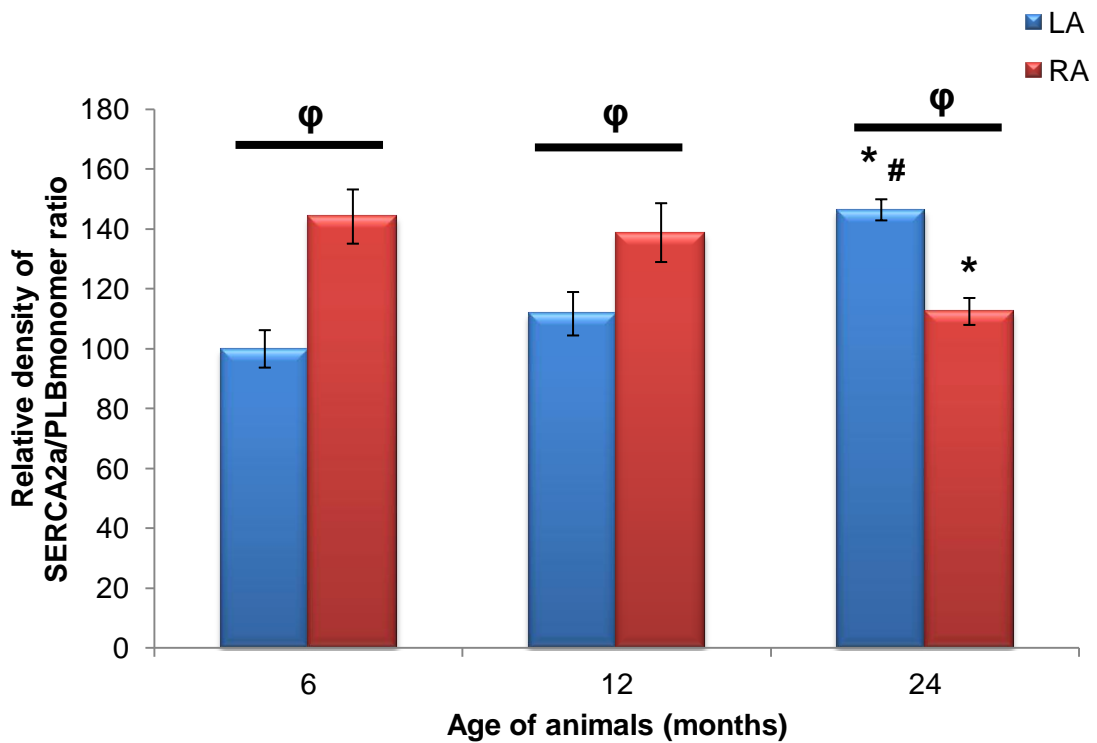 LA
RA
Relative density of
SERCA2a/PLBmonomer ratio
180
160
140
120
100
80
60
40
20
0
φ
φ
φ
* #
*
6
12
24
Age of animals (months)